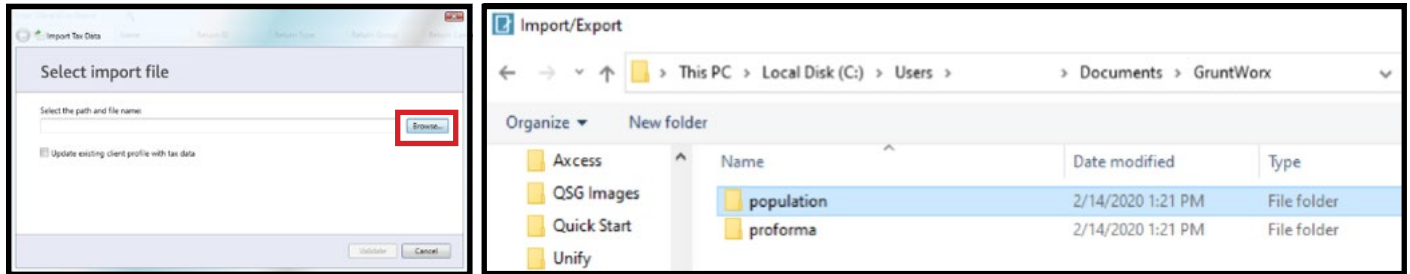 Import Tax Data
Select import file
Select the path and file name:
Browse...
Update existing client profile with tax data
Validate Cancel
Import/Export
This PC > Local Disk (C:) > Users > > Documents > GruntWorx
Organize New folder
Name Date modified Type
Axcess
QSG Images
Quick Start
Unify
population 2/14/2020 1:21 PM File folder
proforma 2/14/2020 1:21 PM File folder